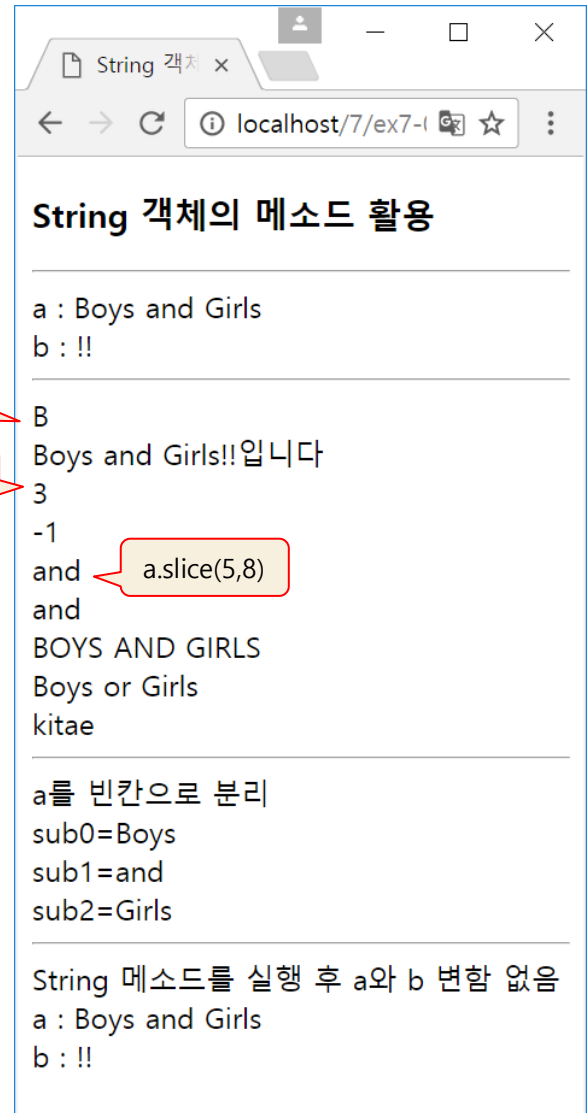 String 객체
localhost/7/ex7-
String 객체의 메소드 활용
a : Boys and Girls
b : !!
B
Boys and Girls!!입니다
3
-1
and
a.slice(5,8)
and
BOYS AND GIRLS
Boys or Girls
kitae
a를 빈칸으로 분리
sub0=Boys
sub1=and
sub2=Girls
String 메소드를 실행 후 a와 b 변함 없음
a : Boys and Girls
b : !!